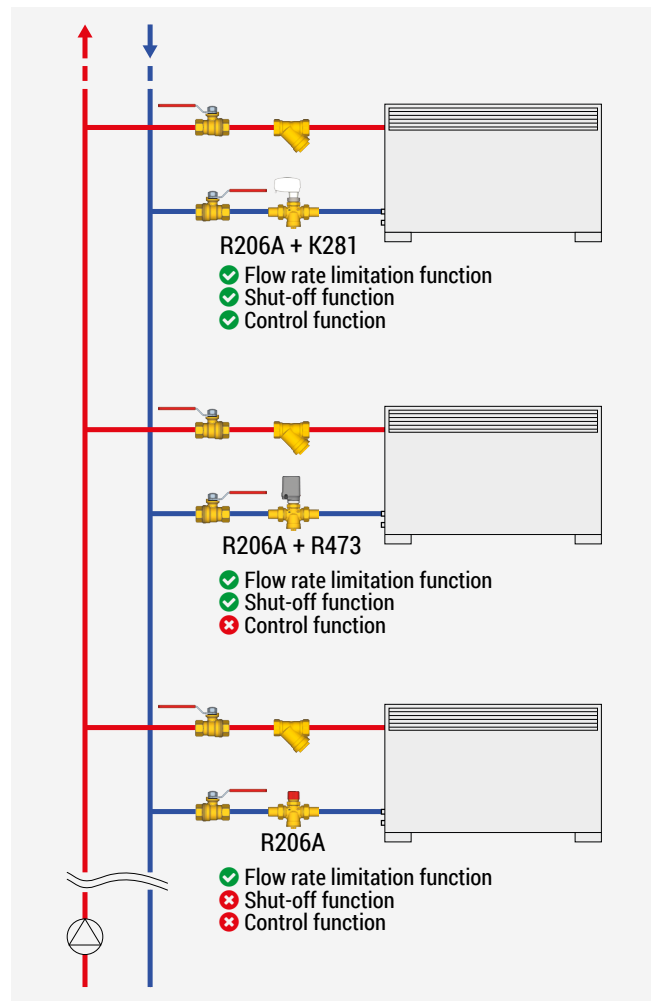 R206A + K281
Flow rate limitation function
Shut-off function
Control function
R206A + R473
Flow rate limitation function
Shut-off function
Control function
R206A
Flow rate limitation function
Shut-off function
Control function